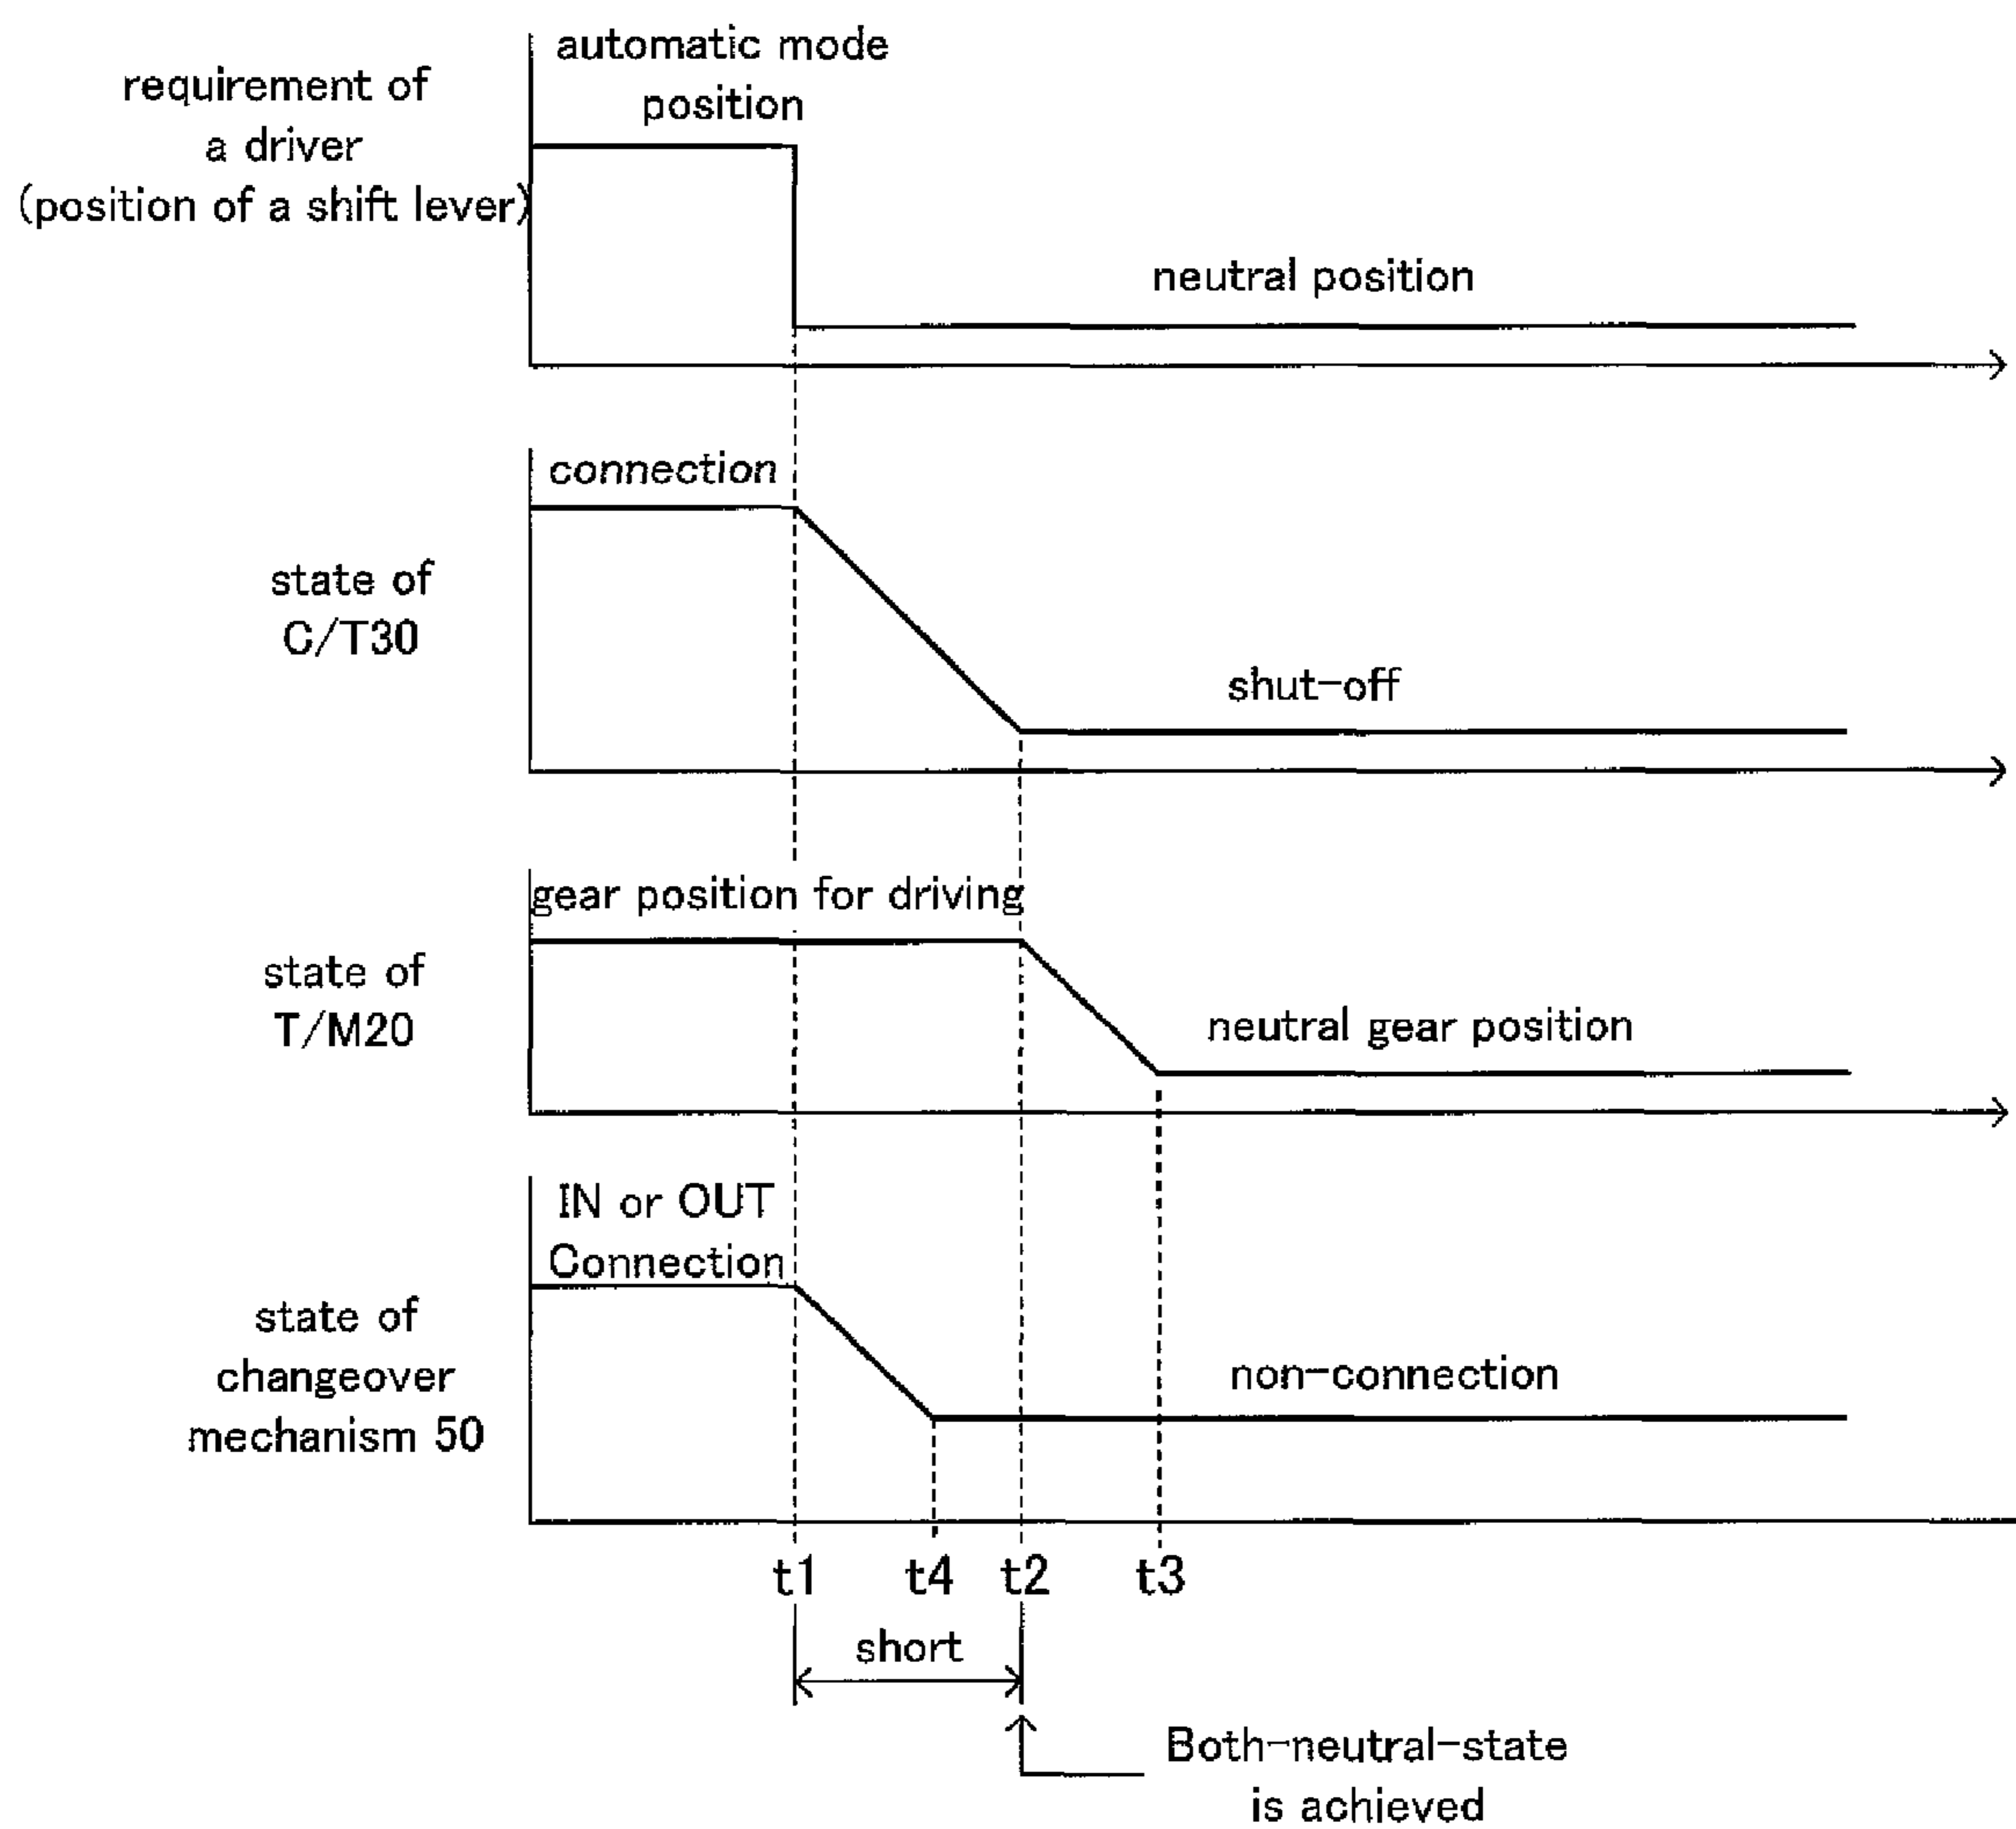 automatic mode
position
requirement of
a driver
(position of a shift lever)
neutral position
connection
state of
C/T30
shut-off
gear position for driving
state of
T/M20
neutral gear position
IN or OUT
Connection
state of
changeover
mechanism 50
non-connection
t1 t4 t2 t3
short
Both-neutral-state
is achieved